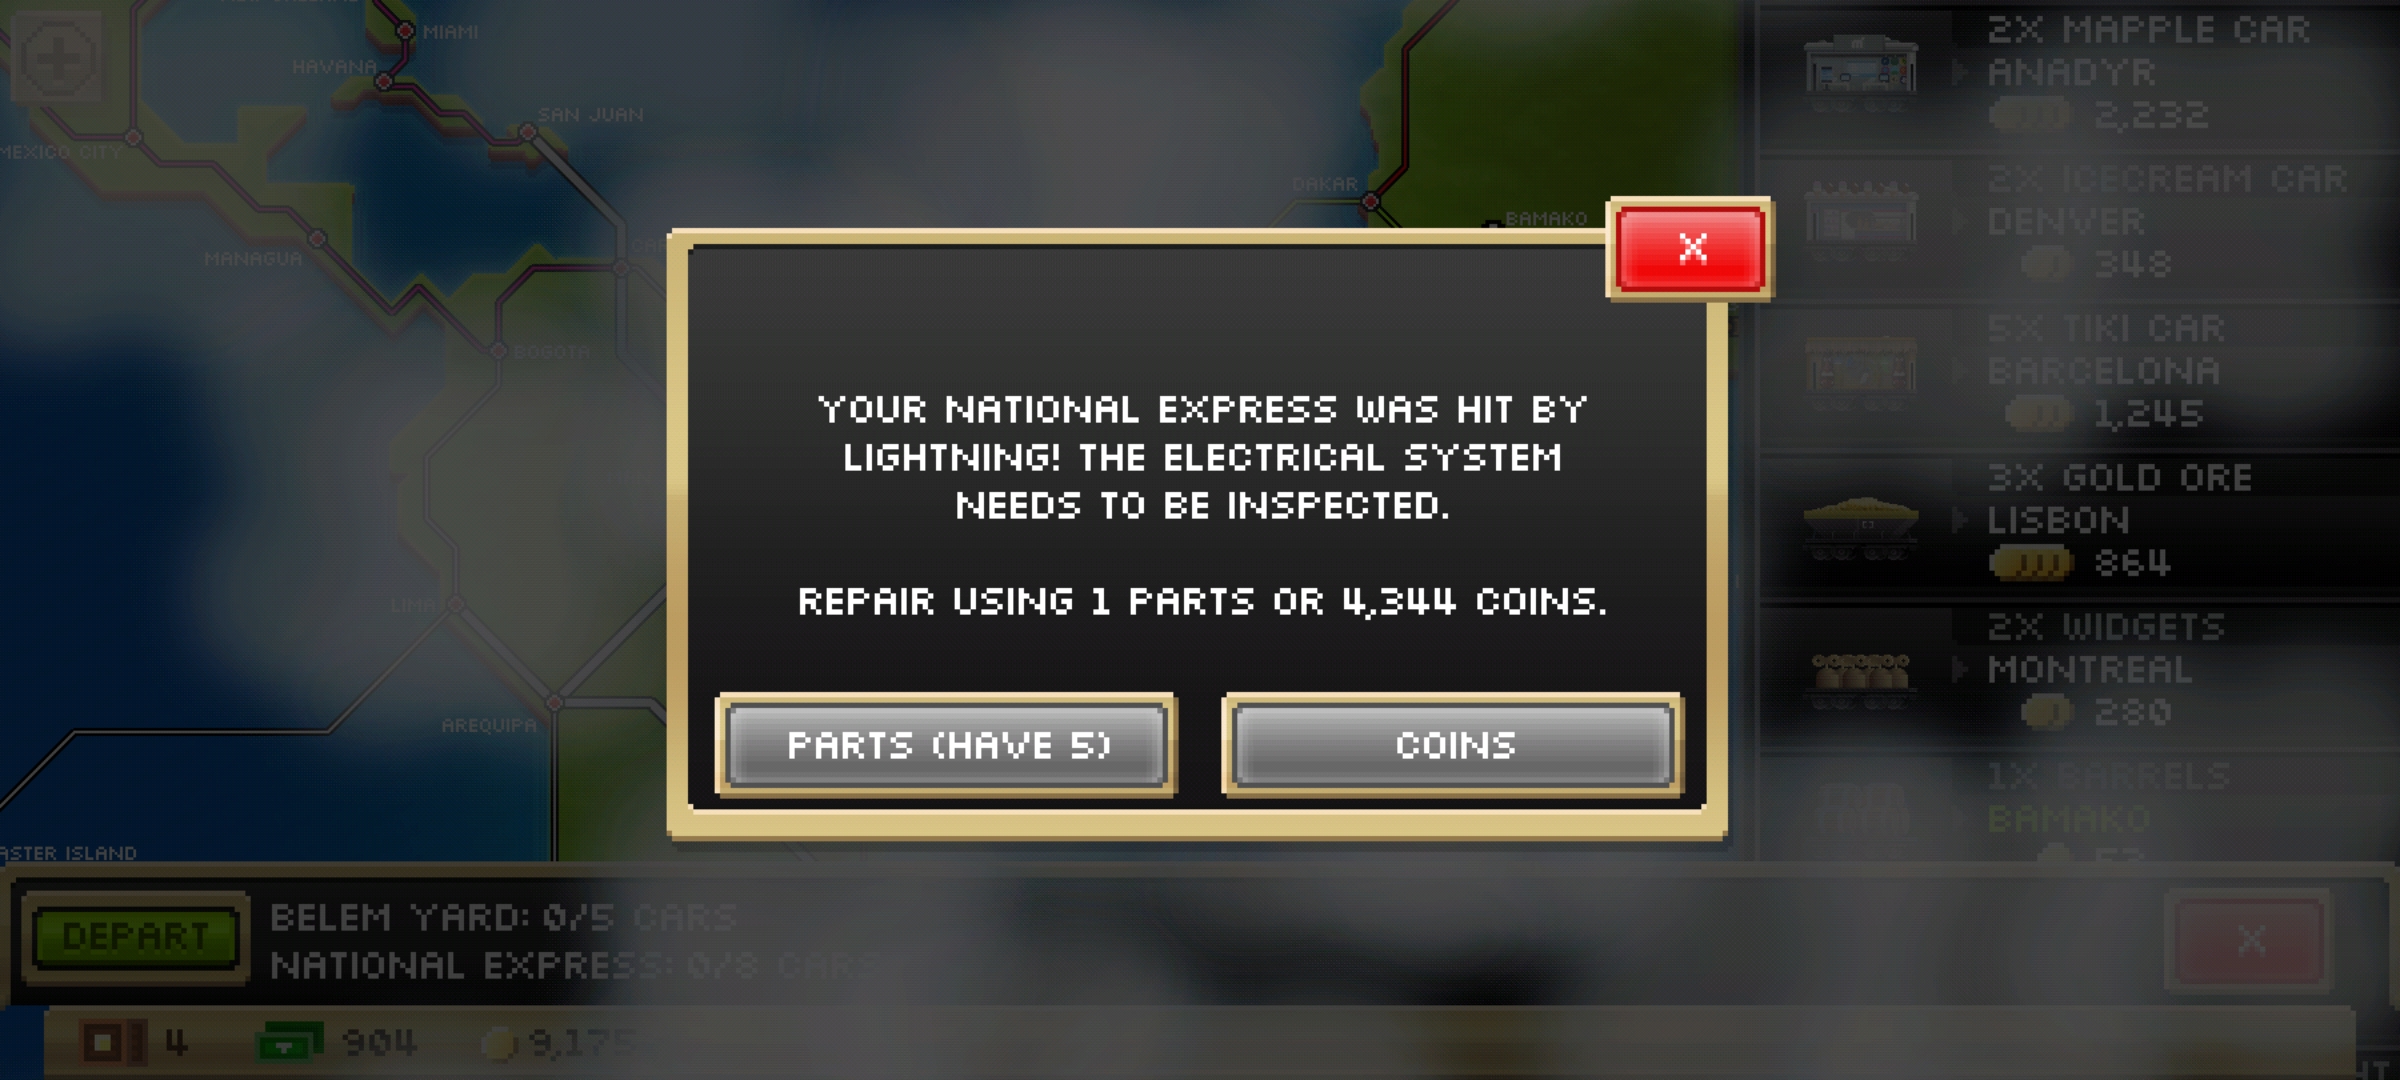 MIAMI
HAVANA
SAN JUAN
MEXICO CITY
MANAGUA
BOGOTA
LIMA
AREQUIPA
ASTER ISLAND
DAKAR
BAMAKO
X
YOUR NATIONAL EXPRESS WAS HIT BY
LIGHTNING! THE ELECTRICAL SYSTEM
NEEDS TO BE INSPECTED.
REPAIR USING 1 PARTS OR 4,344 COINS.
PARTS (HAVE 5)
COINS
2X MAPPLE CAR
ANADYR
2,232
2X ICECREAM CAR
DENVER
348
5X TIKI CAR
BARCELONA
1,245
3X GOLD ORE
LISBON
864
2X WIDGETS
MONTREAL
280
1X BARRELS
BAMAKO
DEPART
BELEM YARD: 0/5 CARS
NATIONAL EXPRESS: 0/8 CARS
X
4
904
9,175